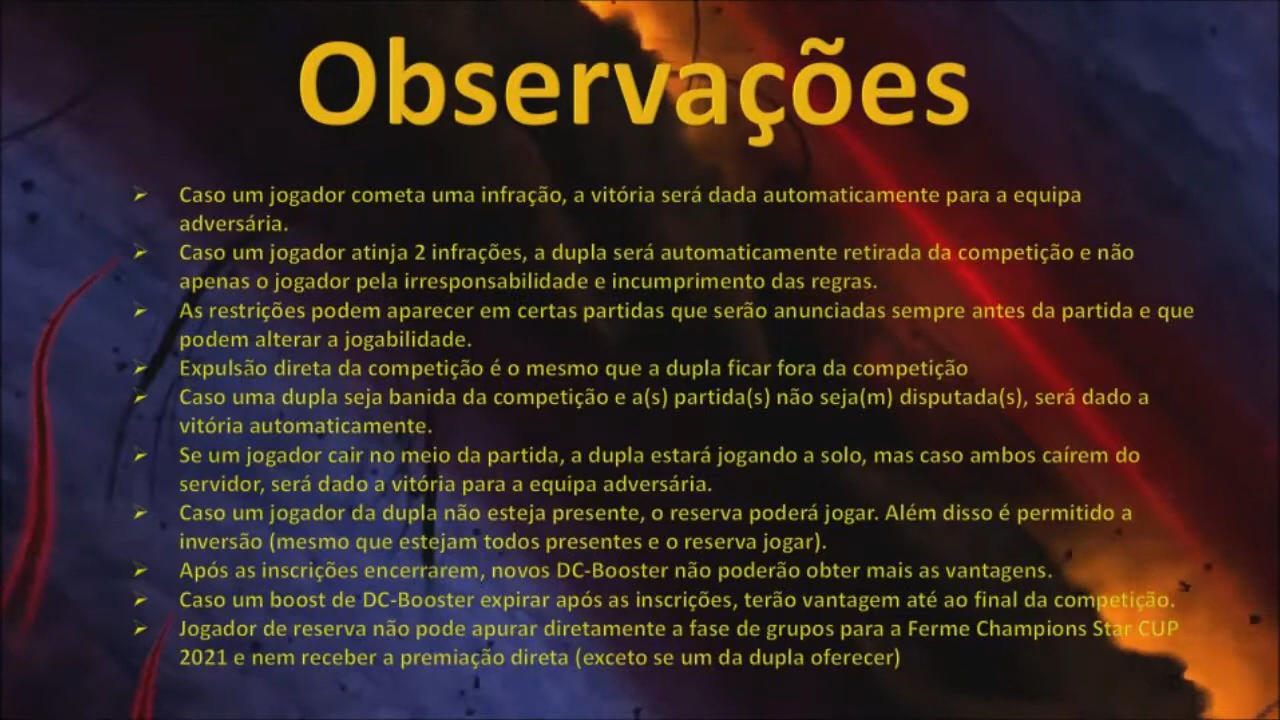 Observações
➢ Caso um jogador cometa uma infração, a vitória será dada automaticamente para a equipa
adversária.
➢ Caso um jogador atinja 2 infrações, a dupla será automaticamente retirada da competição e não
apenas o jogador pela irresponsabilidade e incumprimento das regras.
➢ As restrições podem aparecer em certas partidas que serão anunciadas sempre antes da partida e que
podem alterar a jogabilidade.
➢ Expulsão direta da competição é o mesmo que a dupla ficar fora da competição
➢ Caso uma dupla seja banida da competição e a(s) partida(s) não seja(m) disputada(s), será dado a
vitória automaticamente.
➢ Se um jogador cair no meio da partida, a dupla estará jogando a solo, mas caso ambos caírem do
servidor, será dado a vitória para a equipa adversária.
➢ Caso um jogador da dupla não esteja presente, o reserva poderá jogar. Além disso é permitido a
inversão (mesmo que estejam todos presentes e o reserva jogar).
➢ Após as inscrições encerrarem, novos DC-Booster não poderão obter mais as vantagens.
➢ Caso um boost de DC-Booster expirar após as inscrições, terão vantagem até ao final da competição.
➢ Jogador de reserva não pode apurar diretamente a fase de grupos para a Ferme Champions Star CUP
2021 e nem receber a premiação direta (exceto se um da dupla oferecer)